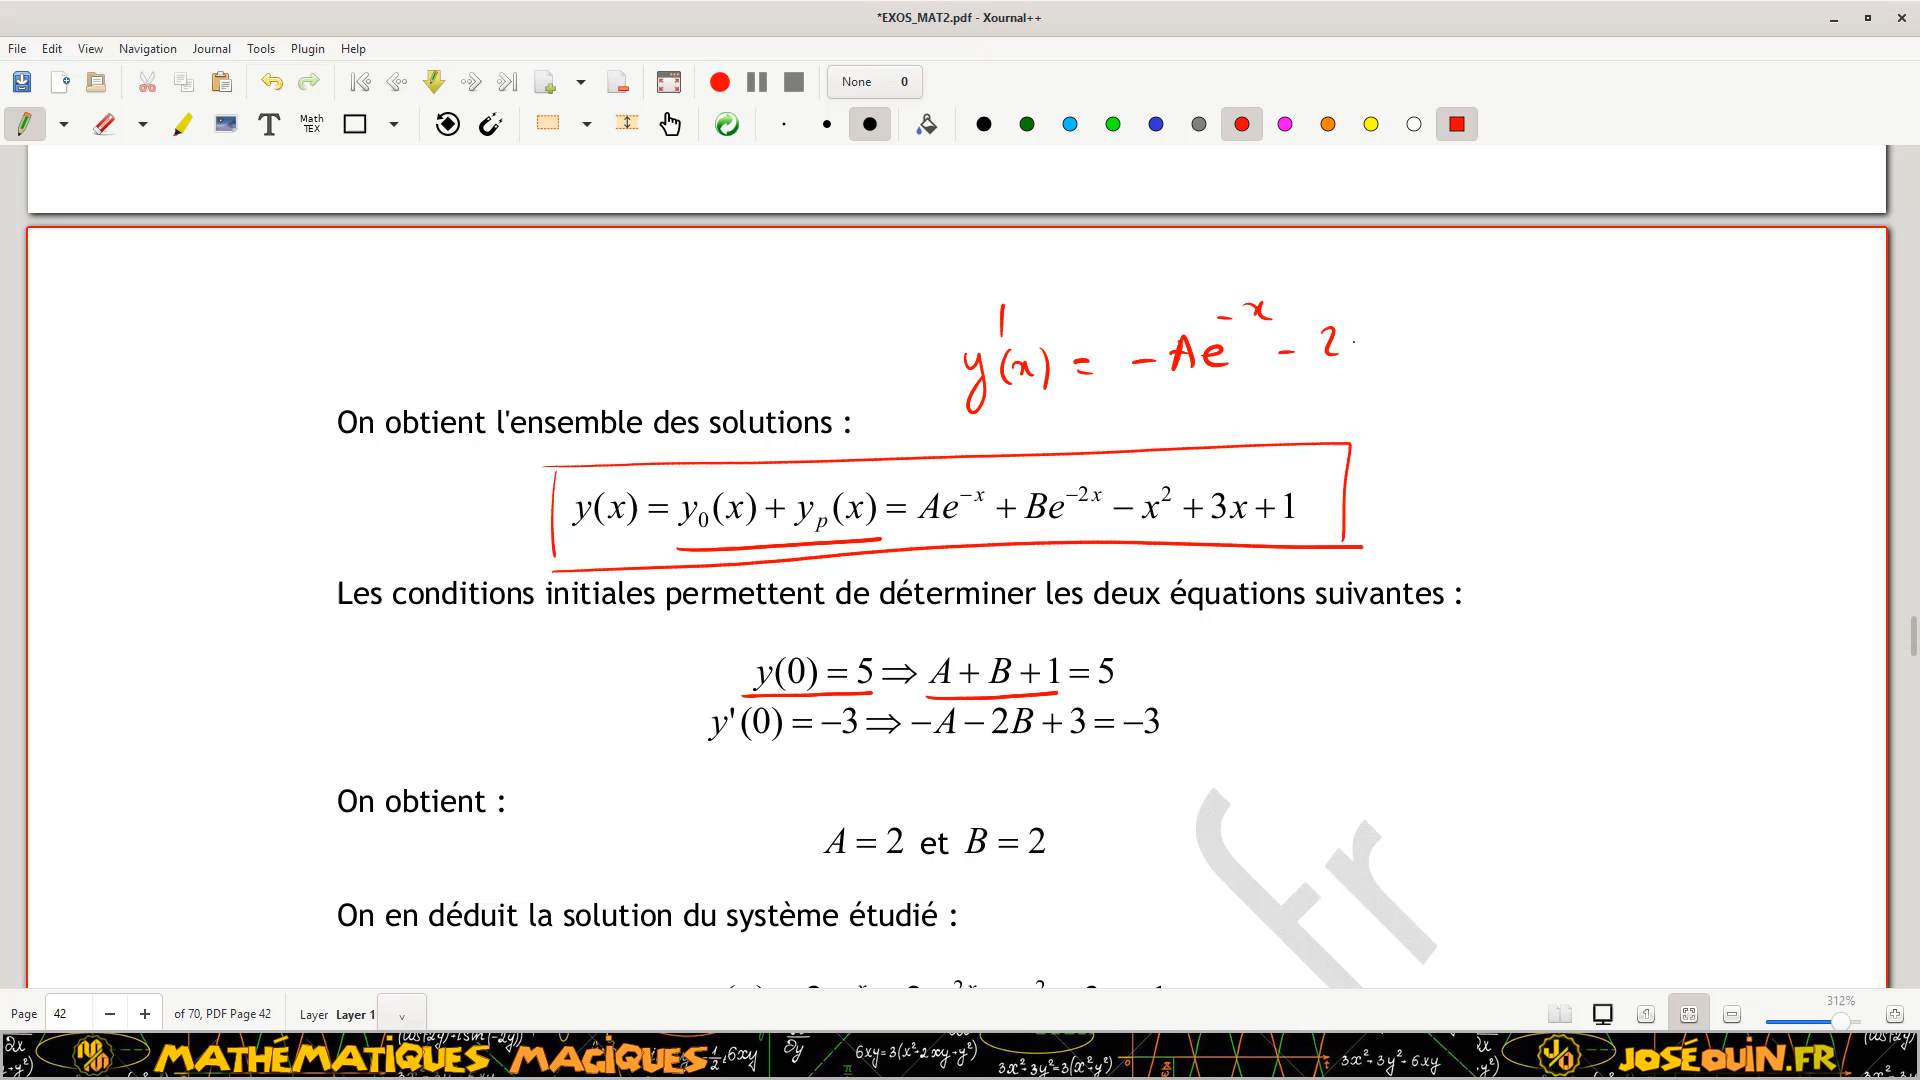 *EXOS_MAT2.pdf - Xournal++
File Edit View Navigation Journal Tools Plugin Help
None 0
Math
TEX
y'(x) = - Ae^{-x} - 2
On obtient l'ensemble des solutions :
y(x) = y_0(x) + y_p(x) = Ae^{-x} + Be^{-2x} - x^2 + 3x + 1
Les conditions initiales permettent de déterminer les deux équations suivantes :
y(0) = 5 ⇒ A + B + 1 = 5
y'(0) = -3 ⇒ -A - 2B + 3 = -3
On obtient :
A = 2 et B = 2
On en déduit la solution du système étudié :
fr
Page 42 of 70, PDF Page 42 Layer Layer 1 312%
MATHÉMATIQUES MAGIQUES JOSÉOUIN.FR